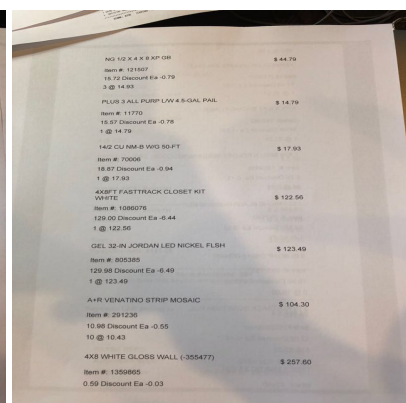 NG 1/2 X 4 X 8 XP GB $ 44.79
Item #: 121507
15.72 Discount Ea -0.79
3 @ 14.93
PLUS 3 ALL PURP L/W 4.5-GAL PAIL $ 14.79
Item #: 11770
15.57 Discount Ea -0.78
1 @ 14.79
14/2 CU NM-B W/G 50-FT $ 17.93
Item #: 70006
18.87 Discount Ea -0.94
1 @ 17.93
4X8FT FASTTRACK CLOSET KIT
WHITE $ 122.56
Item #: 1086076
129.00 Discount Ea -6.44
1 @ 122.56
GEL 32-IN JORDAN LED NICKEL FLSH $ 123.49
Item #: 805385
129.98 Discount Ea -6.49
1 @ 123.49
A+R VENATINO STRIP MOSAIC $ 104.30
Item #: 291236
10.98 Discount Ea -0.55
10 @ 10.43
4X8 WHITE GLOSS WALL (-355477) $ 257.60
Item #: 1359865
0.59 Discount Ea -0.03